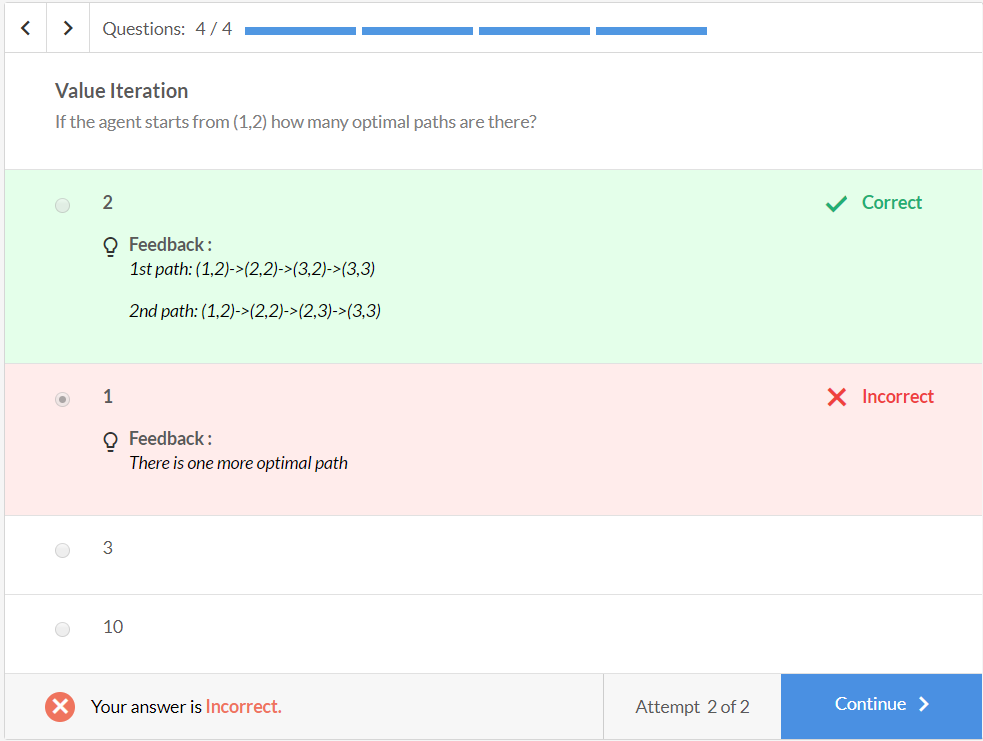 Questions: 4 / 4
Value Iteration
If the agent starts from (1,2) how many optimal paths are there?
2
Correct
Feedback :
1st path: (1,2)->(2,2)->(3,2)->(3,3)
2nd path: (1,2)->(2,2)->(2,3)->(3,3)
1
Incorrect
Feedback :
There is one more optimal path
3
10
Your answer is Incorrect.
Attempt 2 of 2
Continue